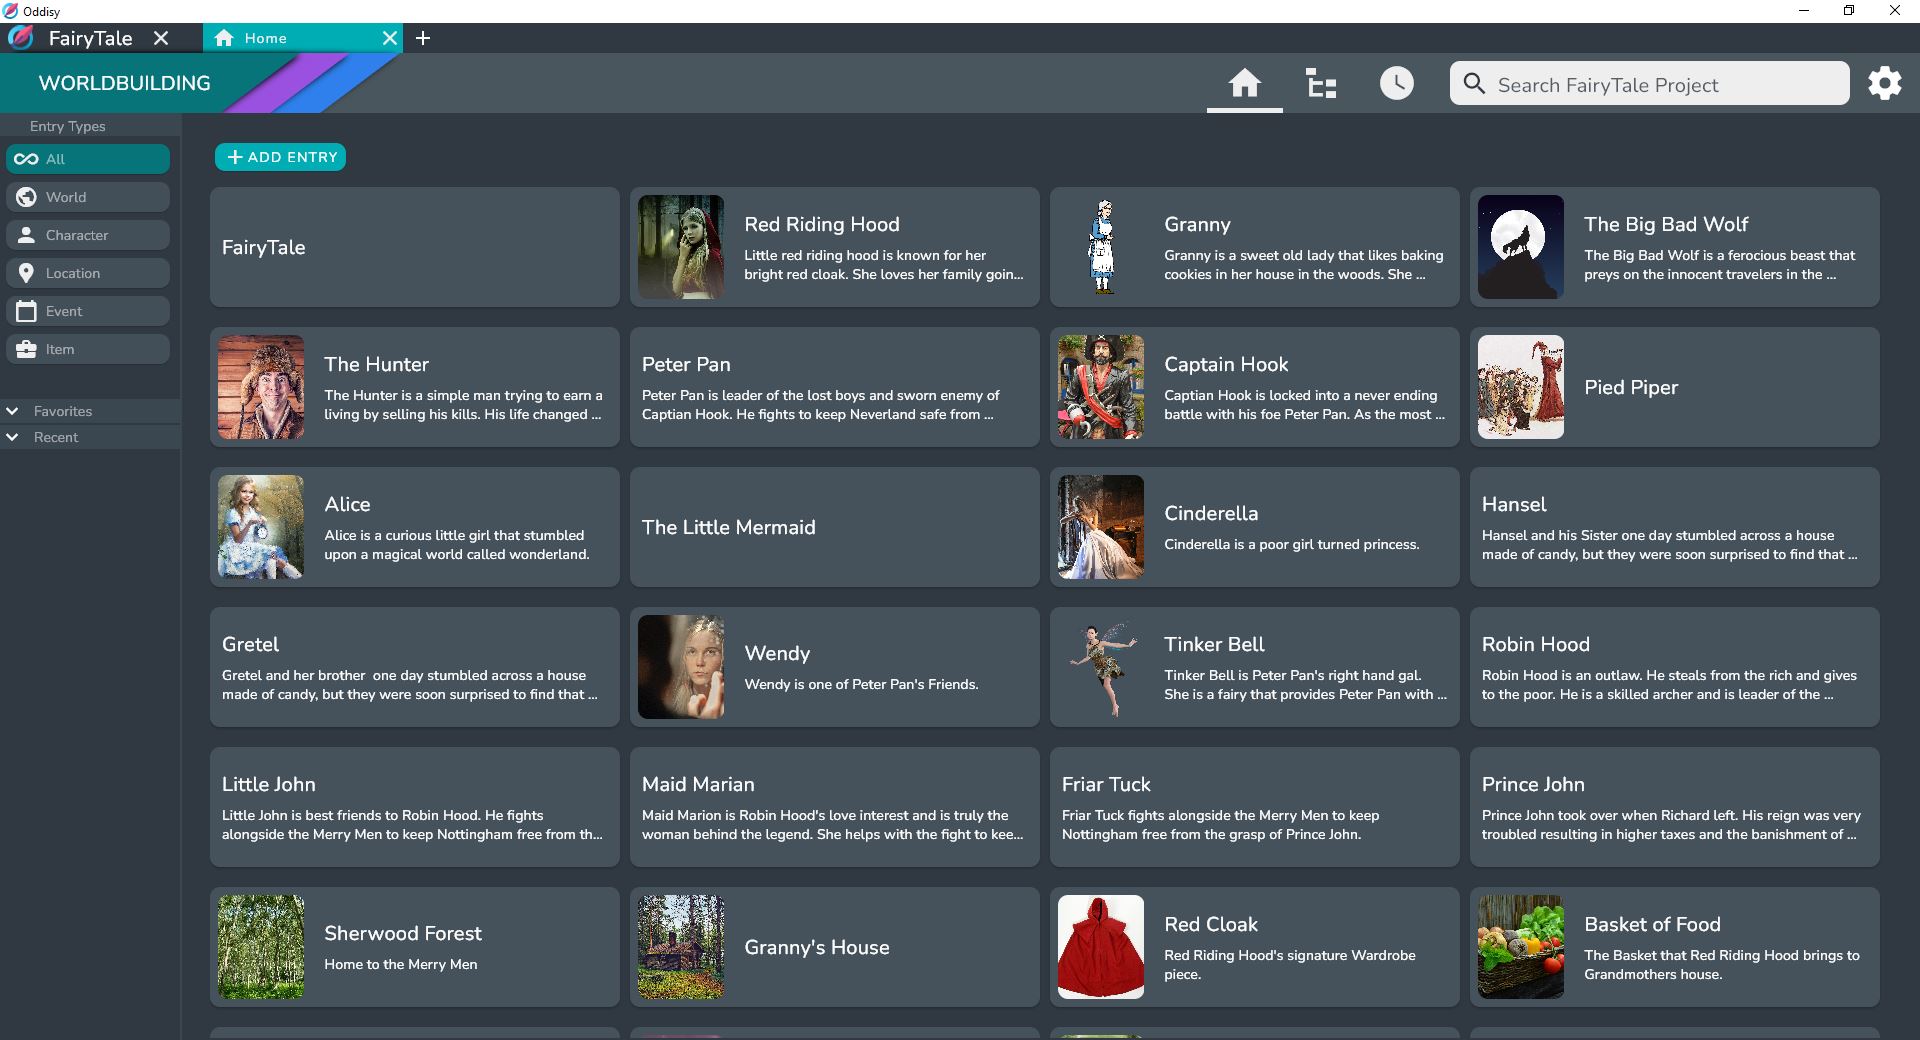 Oddisy
FairyTale
Home
WORLDBUILDING
Search FairyTale Project
Entry Types
All
World
Character
Location
Event
Item
Favorites
Recent
ADD ENTRY
FairyTale
Red Riding Hood
Little red riding hood is known for her
bright red cloak. She loves her family goin...
Granny
Granny is a sweet old lady that likes baking
cookies in her house in the woods. She ...
The Big Bad Wolf
The Big Bad Wolf is a ferocious beast that
preys on the innocent travelers in the ...
The Hunter
The Hunter is a simple man trying to earn a
living by selling his kills. His life changed ...
Peter Pan
Peter Pan is leader of the lost boys and sworn enemy of
Captian Hook. He fights to keep Neverland safe from ...
Captain Hook
Captian Hook is locked into a never ending
battle with his foe Peter Pan. As the most ...
Pied Piper
Alice
Alice is a curious little girl that stumbled
upon a magical world called wonderland.
The Little Mermaid
Cinderella
Cinderella is a poor girl turned princess.
Hansel
Hansel and his Sister one day stumbled across a house
made of candy, but they were soon surprised to find that ...
Gretel
Gretel and her brother  one day stumbled across a house
made of candy, but they were soon surprised to find that ...
Wendy
Wendy is one of Peter Pan's Friends.
Tinker Bell
Tinker Bell is Peter Pan's right hand gal.
She is a fairy that provides Peter Pan with ...
Robin Hood
Robin Hood is an outlaw. He steals from the rich and gives
to the poor. He is a skilled archer and is leader of the ...
Little John
Little John is best friends to Robin Hood. He fights
alongside the Merry Men to keep Nottingham free from th...
Maid Marian
Maid Marion is Robin Hood's love interest and is truly the
woman behind the legend. She helps with the fight to kee...
Friar Tuck
Friar Tuck fights alongside the Merry Men to keep
Nottingham free from the grasp of Prince John.
Prince John
Prince John took over when Richard left. His reign was very
troubled resulting in higher taxes and the banishment of ...
Sherwood Forest
Home to the Merry Men
Granny's House
Red Cloak
Red Riding Hood's signature Wardrobe
piece.
Basket of Food
The Basket that Red Riding Hood brings to
Grandmothers house.